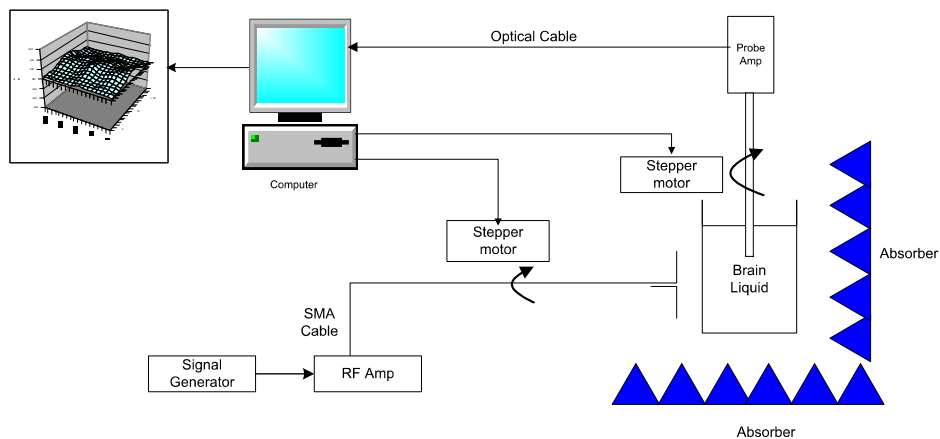 Optical Cable
Probe
Amp
Computer
Stepper
motor
Stepper
motor
Brain
Liquid
Absorber
SMA
Cable
Signal
Generator
RF Amp
Absorber